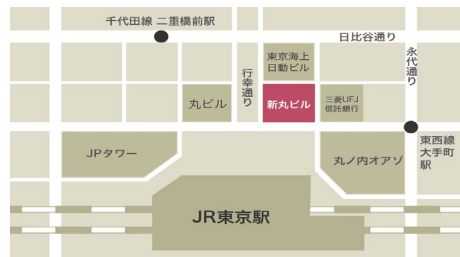 千代田線 二重橋前駅
日比谷通り
永代通り
行幸通り
東京海上
日動ビル
丸ビル
新丸ビル
三菱UFJ
信託銀行
東西線
大手町
駅
JPタワー
丸ノ内オアゾ
JR東京駅